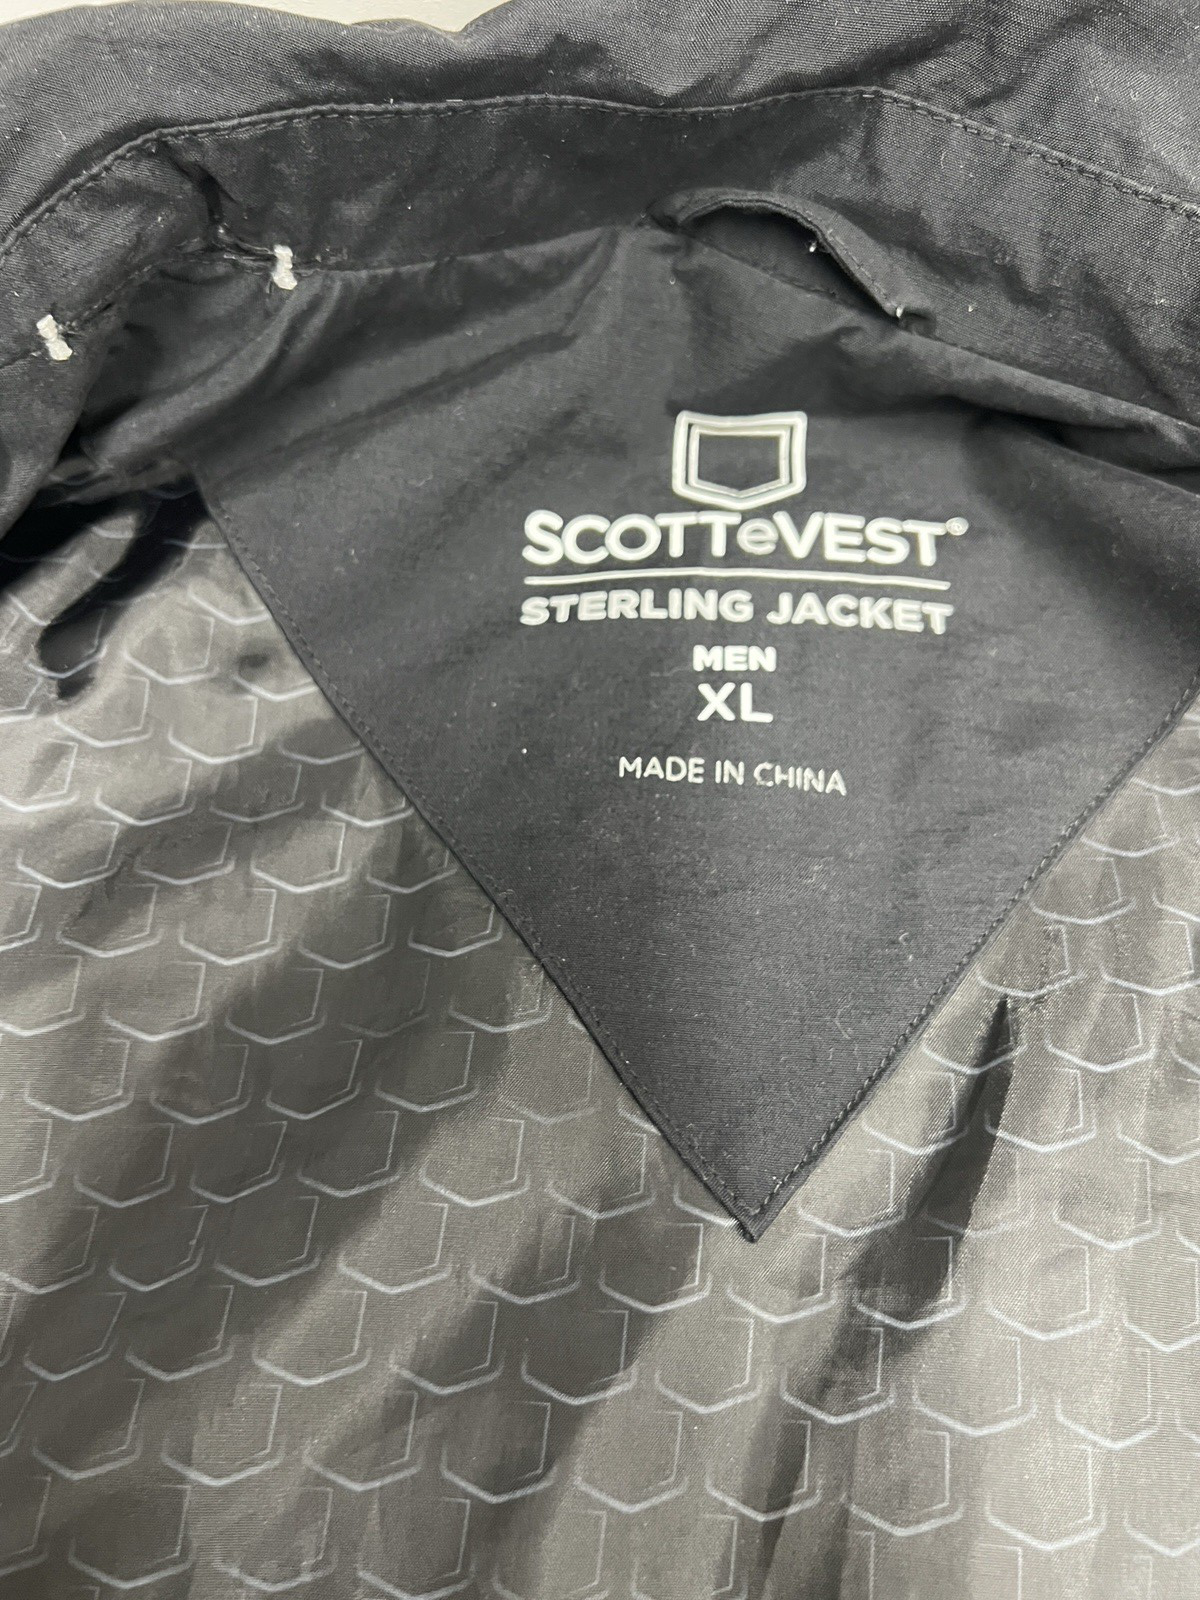 SCOTTeVEST®
STERLING JACKET
MEN
XL
MADE IN CHINA